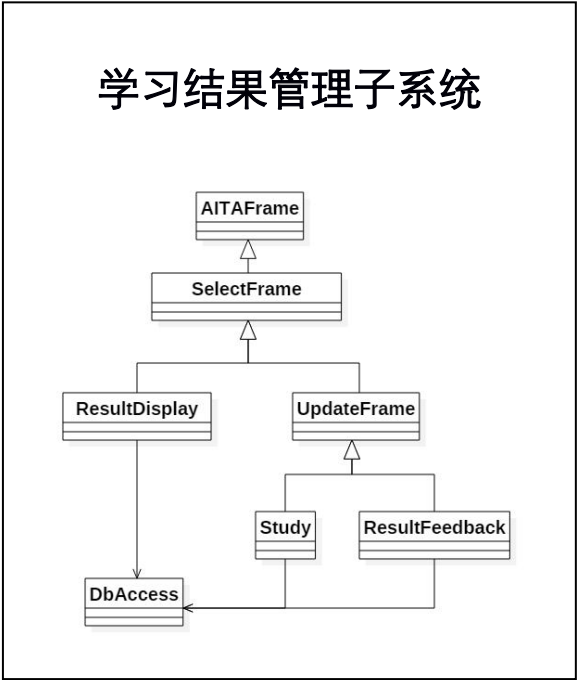 学习结果管理子系统
AITAFrame
SelectFrame
ResultDisplay
UpdateFrame
Study
ResultFeedback
DbAccess